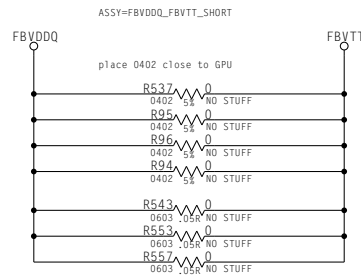 ASSY=FBVDDQ_FBVTT_SHORT
FBVDDQ FBVTT
place 0402 close to GPU
R537 0
0402 5% NO STUFF
R95 0
0402 5% NO STUFF
R96 0
0402 5% NO STUFF
R94 0
0402 5% NO STUFF
R543 0
0603 .05R NO STUFF
R553 0
0603 .05R NO STUFF
R557 0
0603 .05R NO STUFF